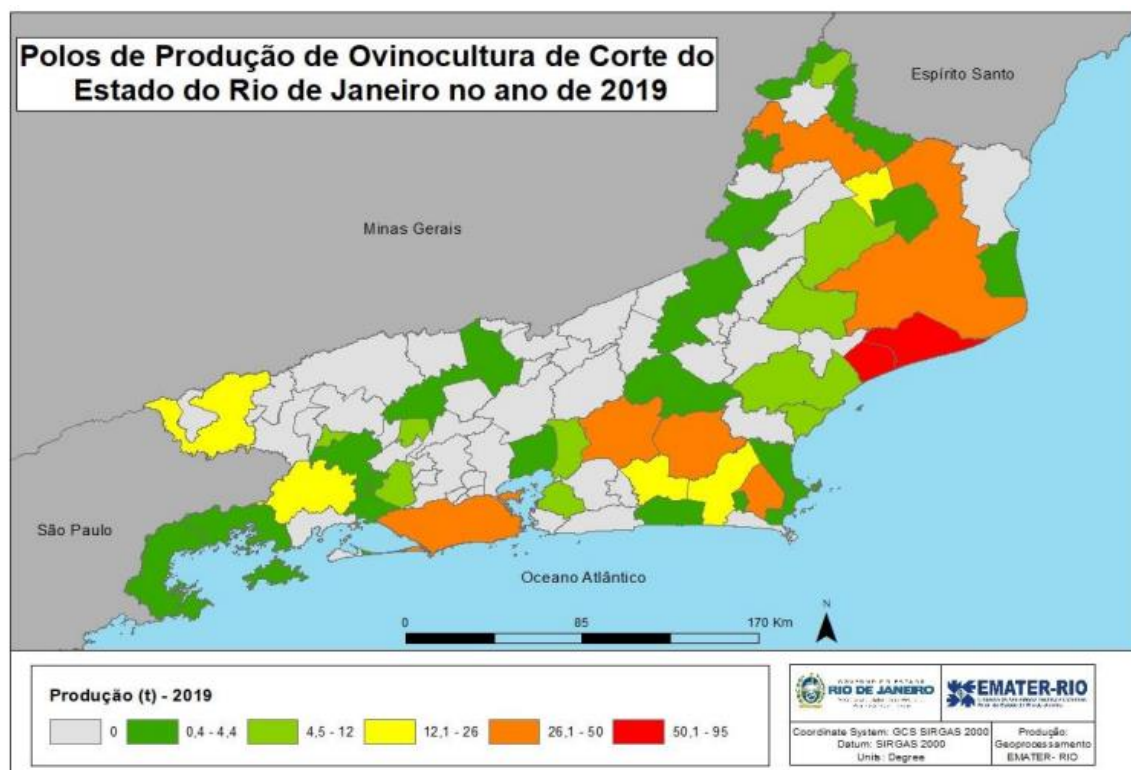 Polos de Produção de Ovinocultura de Corte do
Estado do Rio de Janeiro no ano de 2019
Espírito Santo
Minas Gerais
São Paulo
Oceano Atlântico
N
0 85 170 Km
Produção (t) - 2019
0 0,4 - 4,4 4,5 - 12 12,1 - 26 26,1 - 50 50,1 - 95
GOVERNO DO ESTADO
RIO DE JANEIRO
EMATER-RIO
Coordinate System: GCS SIRGAS 2000
Datum: SIRGAS 2000
Units: Degree
Produção:
Geoprocessamento
EMATER- RIO